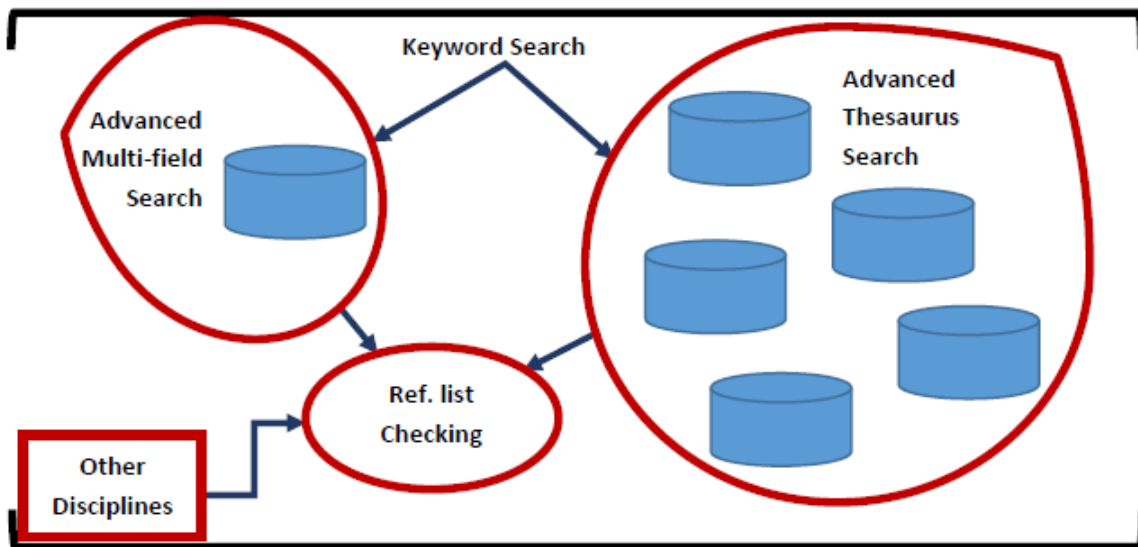 Keyword Search
Advanced
Multi-field
Search
Advanced
Thesaurus
Search
Ref. list
Checking
Other
Disciplines